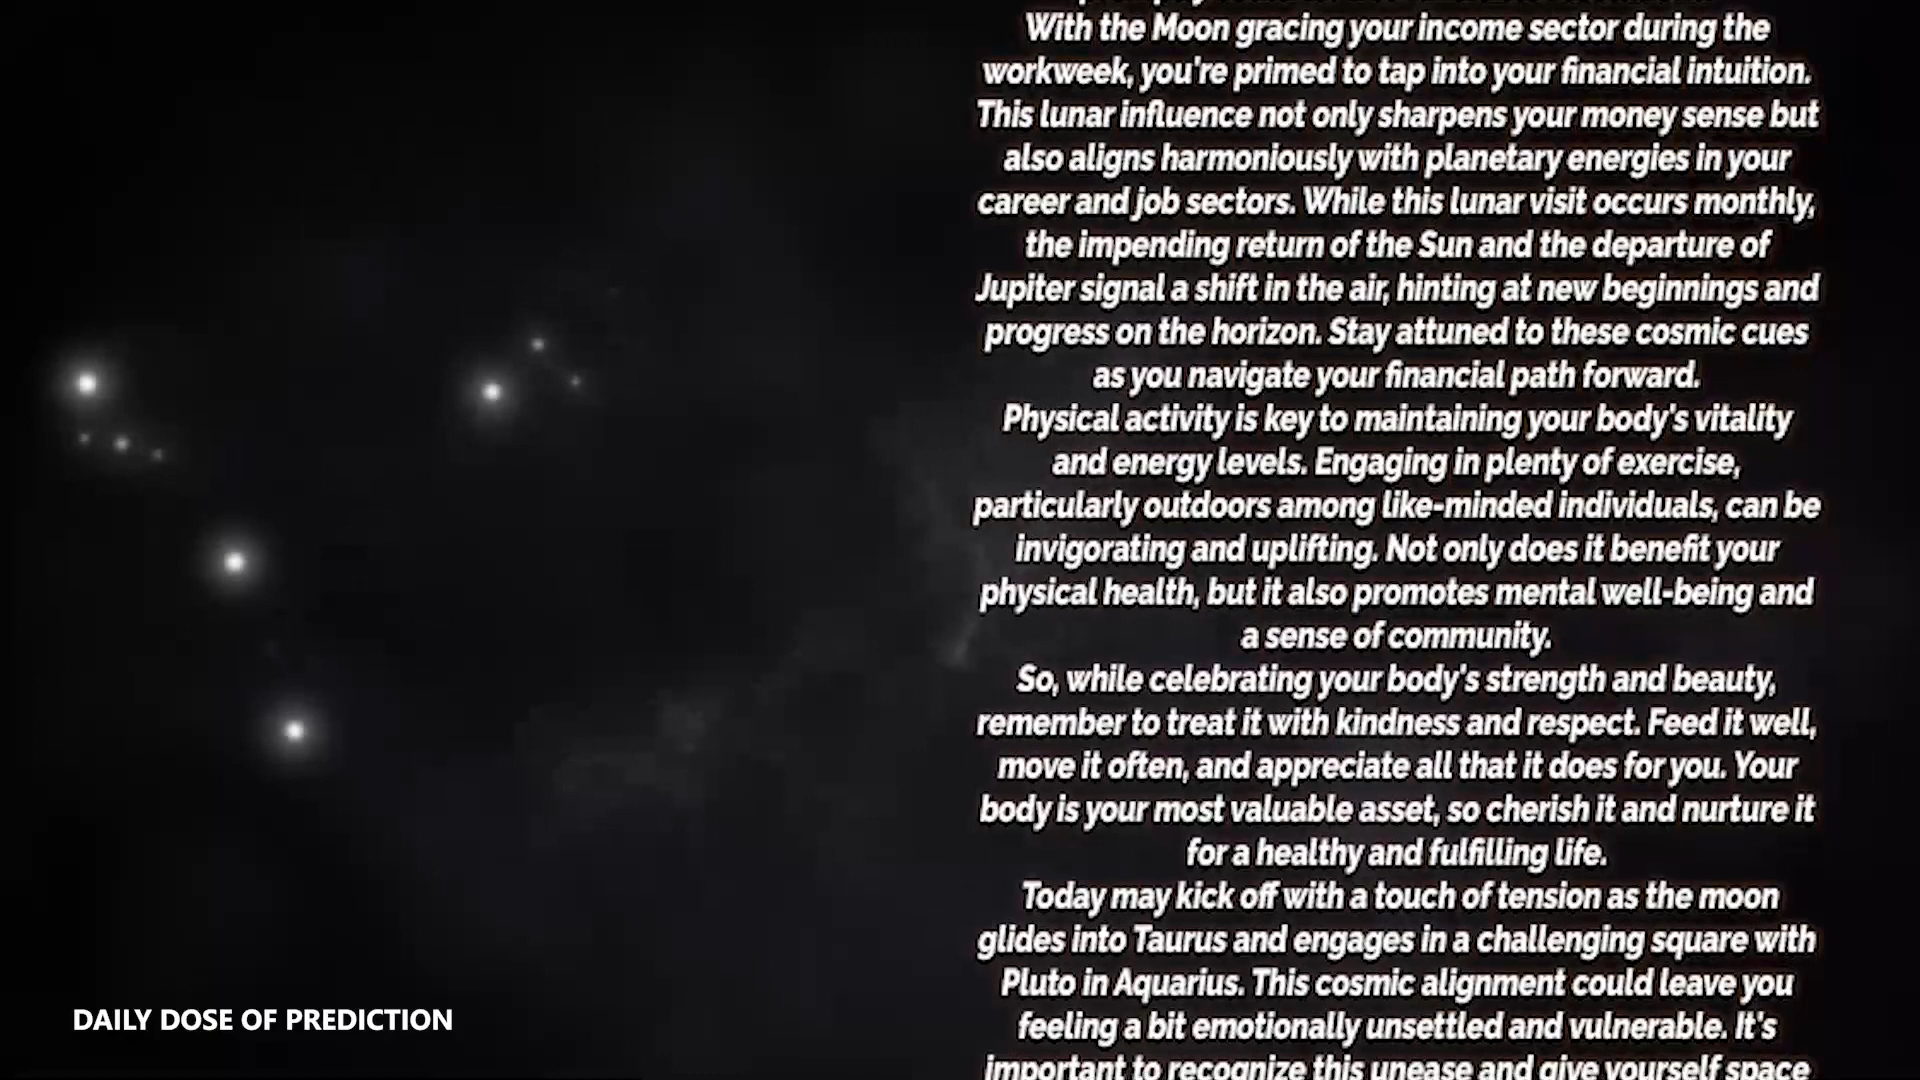 With the Moon gracing your income sector during the
workweek, you're primed to tap into your financial intuition.
This lunar influence not only sharpens your money sense but
also aligns harmoniously with planetary energies in your
career and job sectors. While this lunar visit occurs monthly,
the impending return of the Sun and the departure of
Jupiter signal a shift in the air, hinting at new beginnings and
progress on the horizon. Stay attuned to these cosmic cues
as you navigate your financial path forward.
Physical activity is key to maintaining your body's vitality
and energy levels. Engaging in plenty of exercise,
particularly outdoors among like-minded individuals, can be
invigorating and uplifting. Not only does it benefit your
physical health, but it also promotes mental well-being and
a sense of community.
So, while celebrating your body's strength and beauty,
remember to treat it with kindness and respect. Feed it well,
move it often, and appreciate all that it does for you. Your
body is your most valuable asset, so cherish it and nurture it
for a healthy and fulfilling life.
Today may kick off with a touch of tension as the moon
glides into Taurus and engages in a challenging square with
Pluto in Aquarius. This cosmic alignment could leave you
feeling a bit emotionally unsettled and vulnerable. It's
important to recognize this unease and give yourself space
DAILY DOSE OF PREDICTION